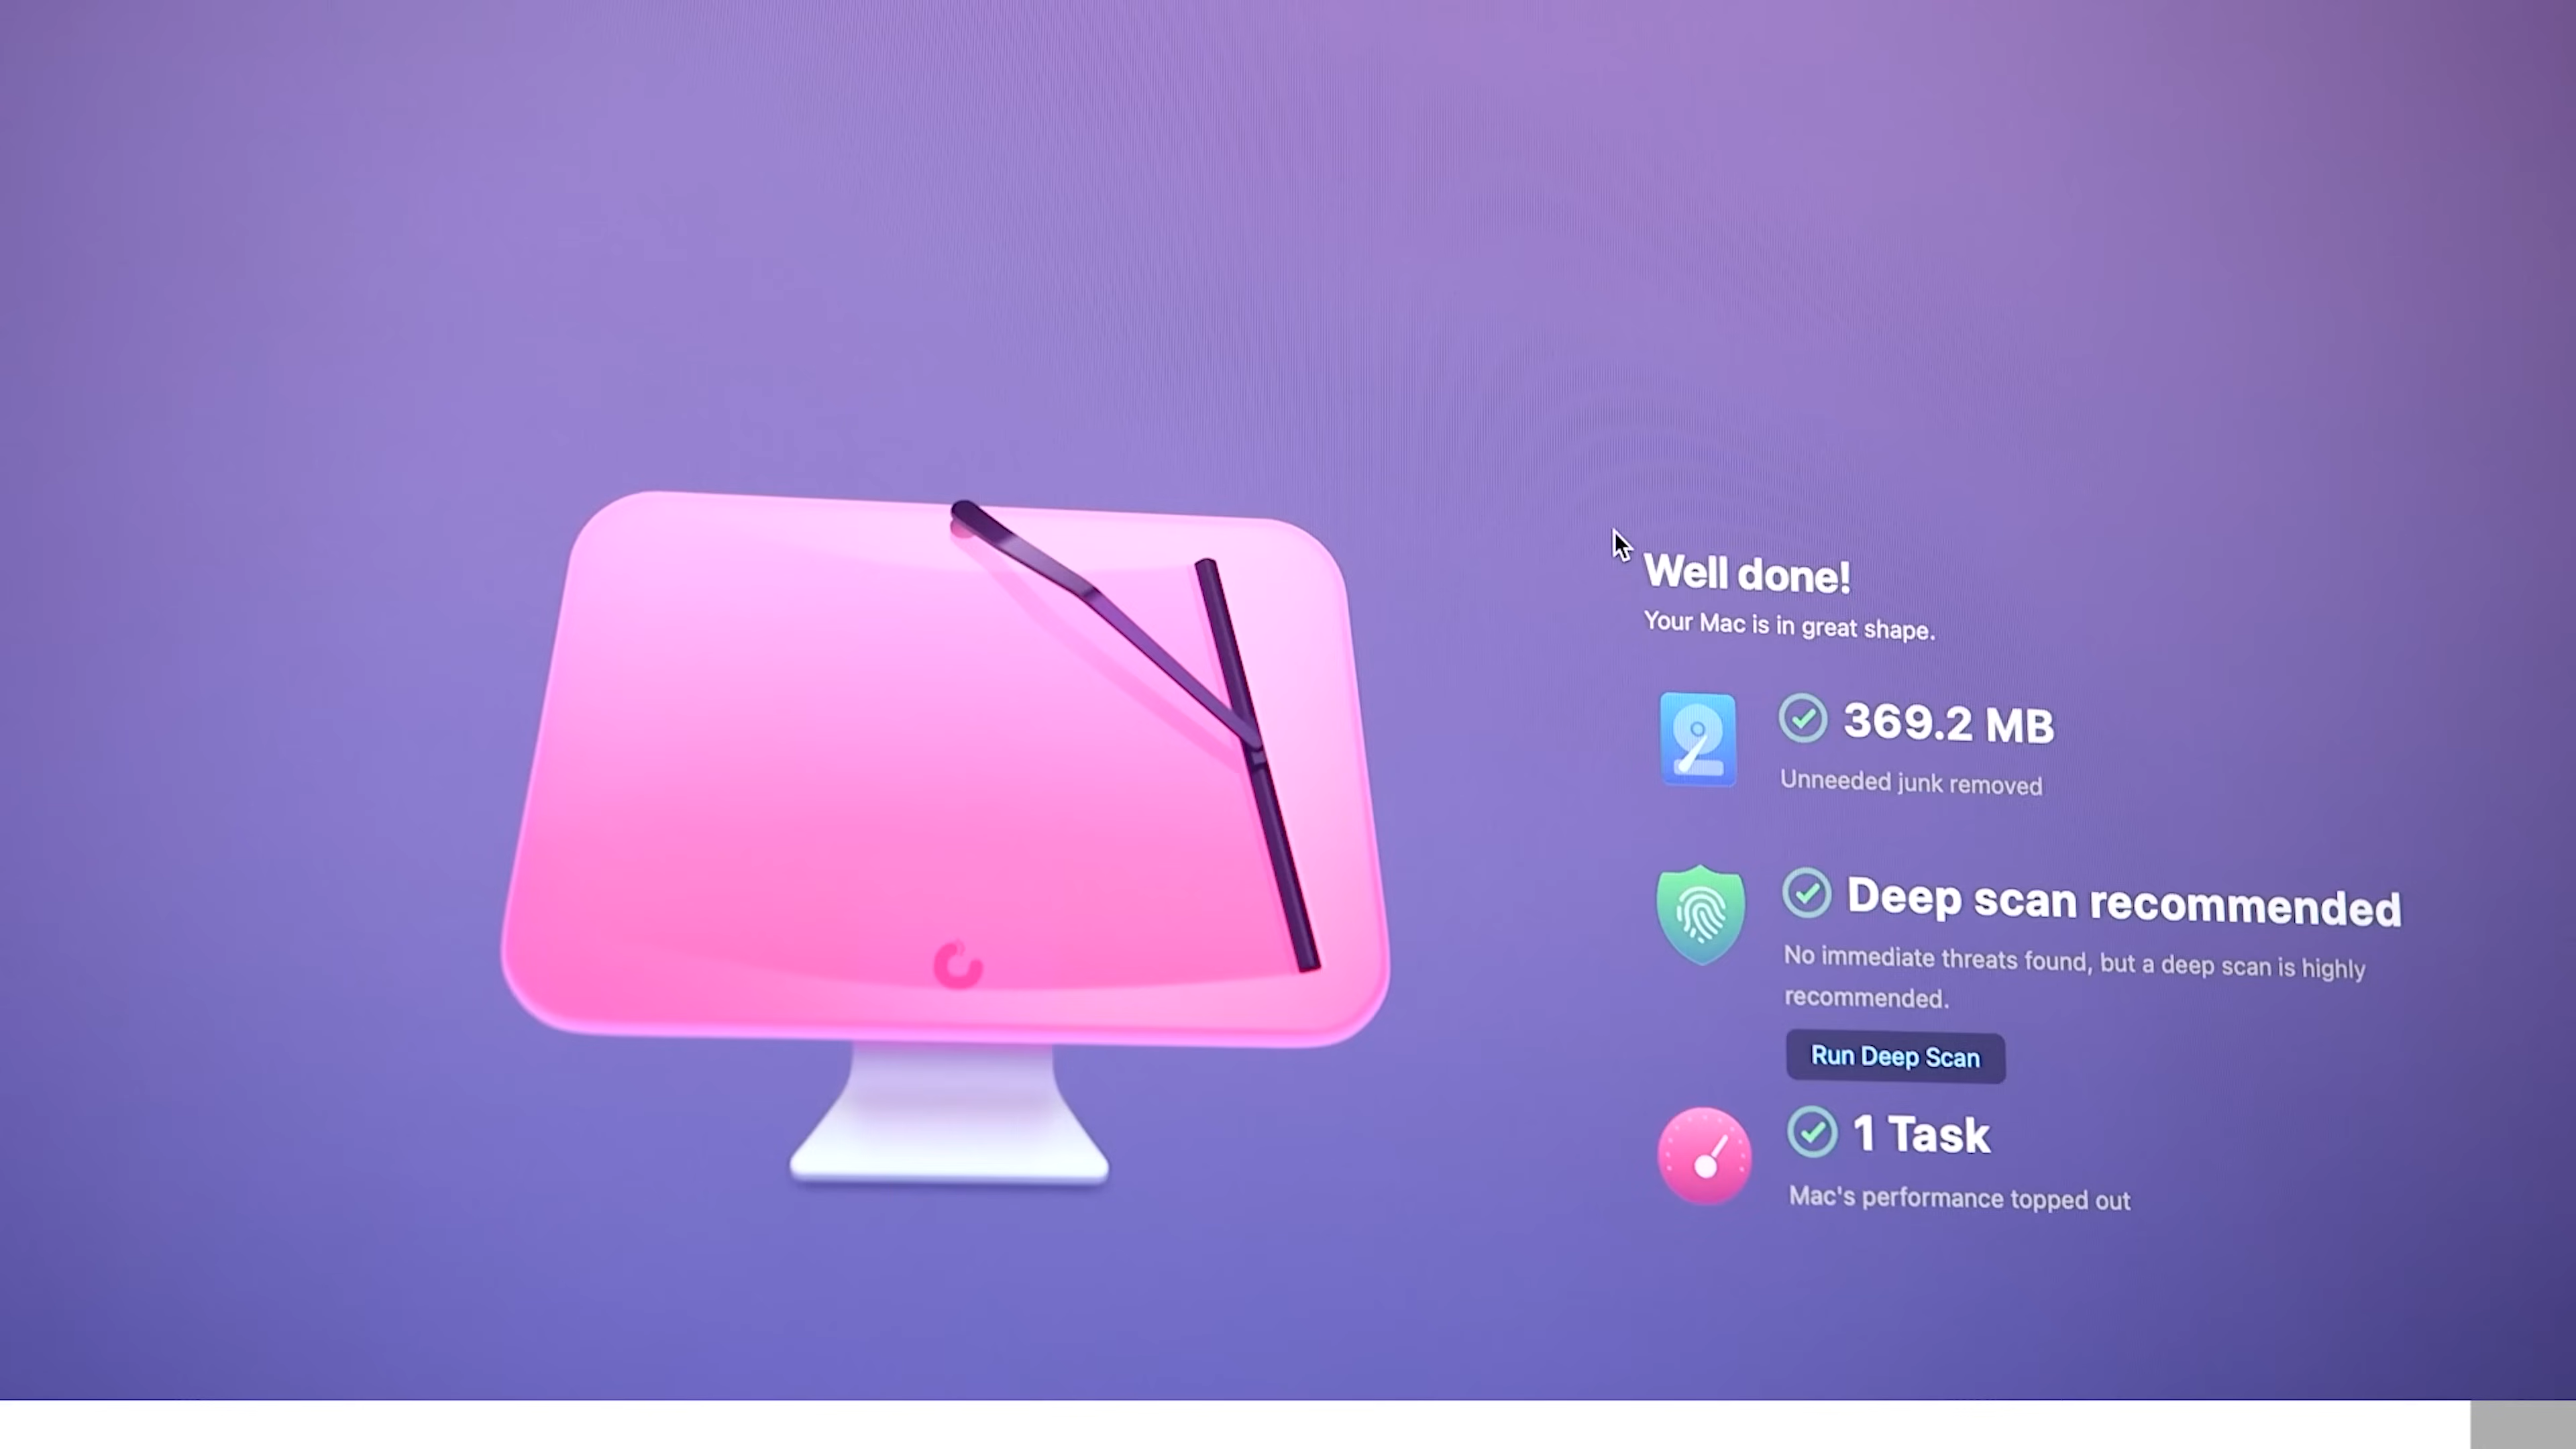 Well done!
Your Mac is in great shape.
369.2 MB
Unneeded junk removed
Deep scan recommended
No immediate threats found, but a deep scan is highly
recommended.
Run Deep Scan
1 Task
Mac's performance topped out